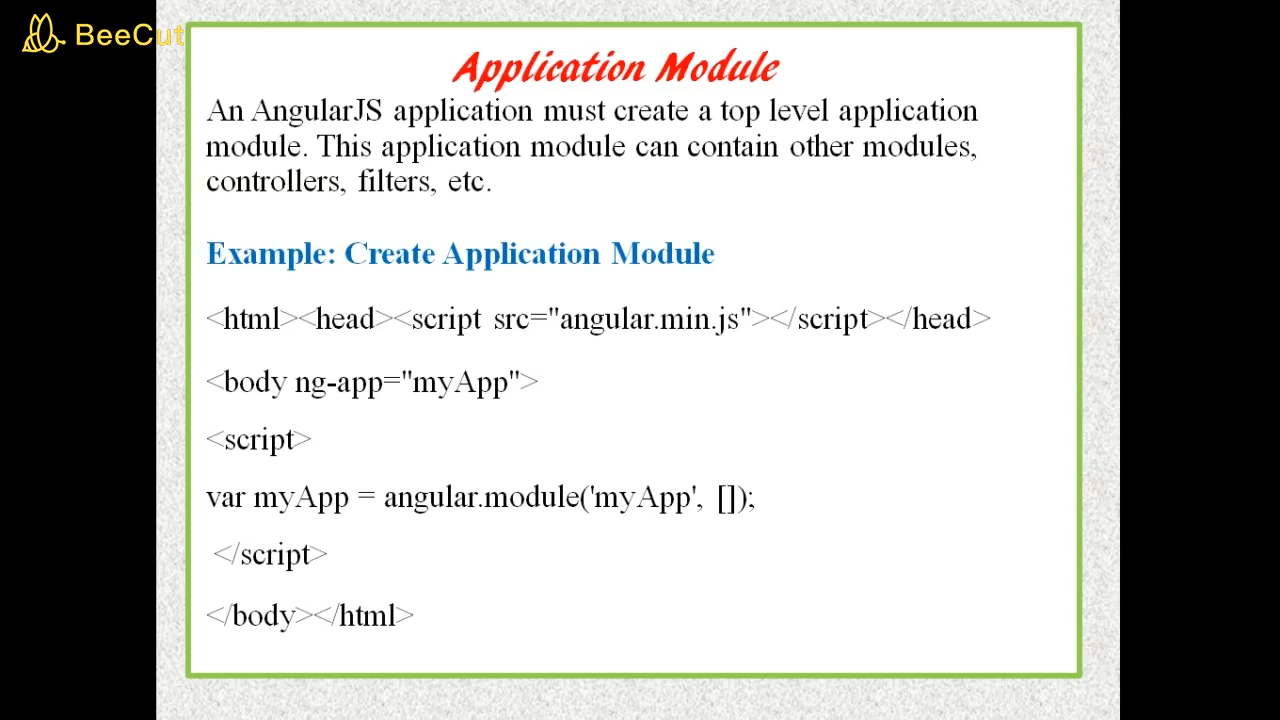 BeeCut
Application Module
An AngularJS application must create a top level application
module. This application module can contain other modules,
controllers, filters, etc.
Example: Create Application Module
<html><head><script src="angular.min.js"></script></head>
<body ng-app="myApp">
<script>
var myApp = angular.module('myApp', []);
</script>
</body></html>